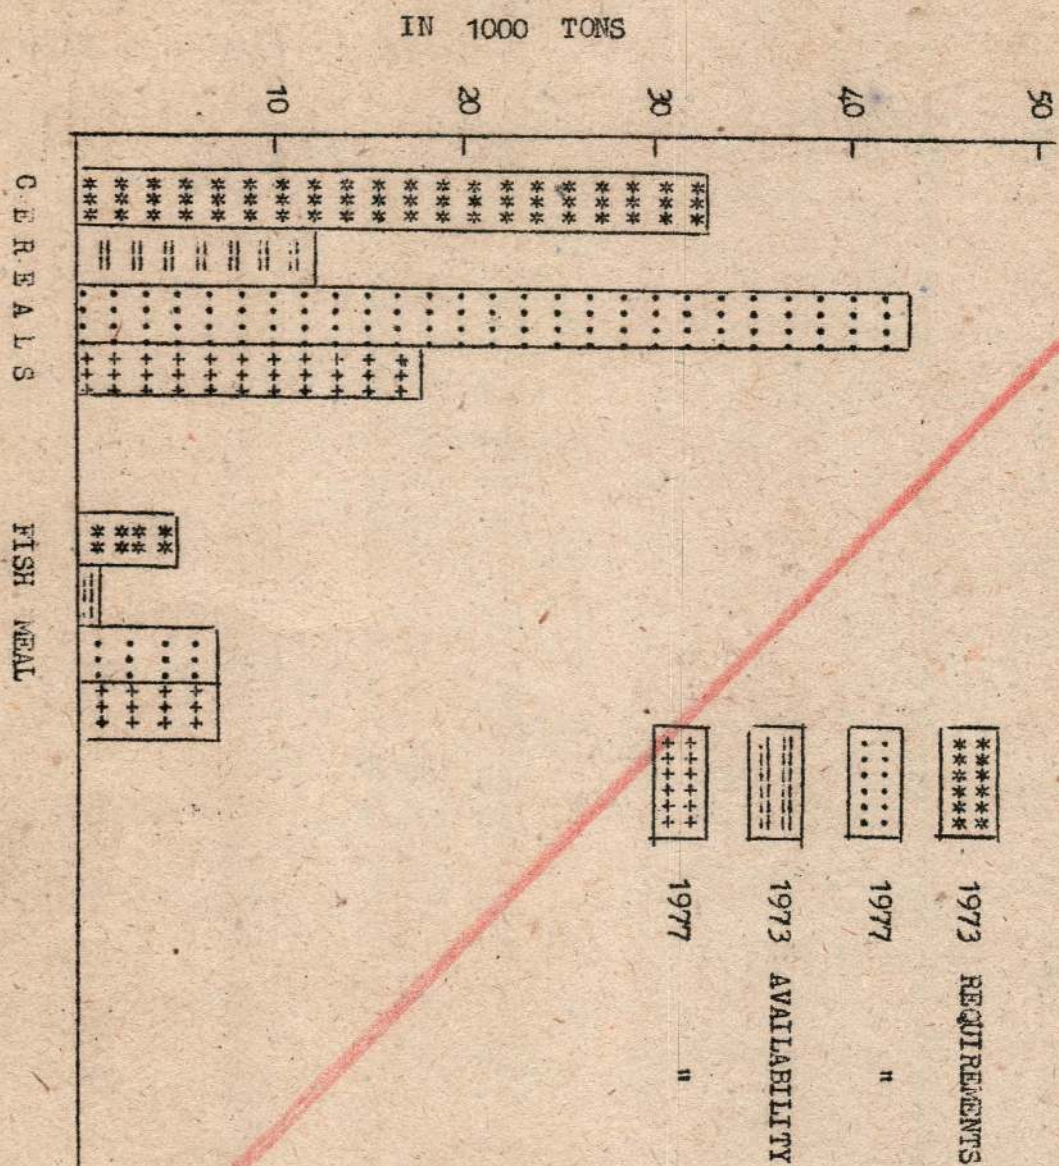 IN 1000 TONS
50
40
30
20
10
1973 REQUIREMENTS
1977 "
1973 AVAILABILITY
1977 "
CEREALS
FISH MEAL